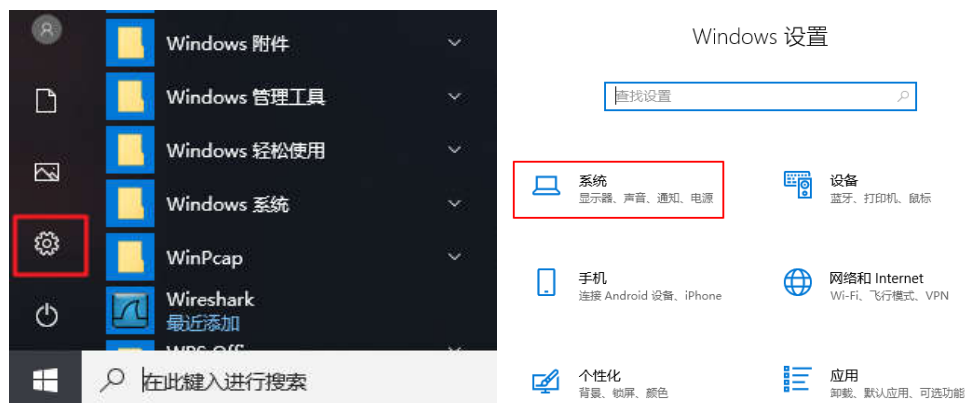 Windows 附件
Windows 管理工具
Windows 轻松使用
Windows 系统
WinPcap
Wireshark
最近添加
WPS Off
在此键入进行搜索
Windows 设置
查找设置
系统
显示器、声音、通知、电源
设备
蓝牙、打印机、鼠标
手机
连接 Android 设备、iPhone
网络和 Internet
Wi-Fi、飞行模式、VPN
个性化
背景、锁屏、颜色
应用
卸载、默认应用、可选功能